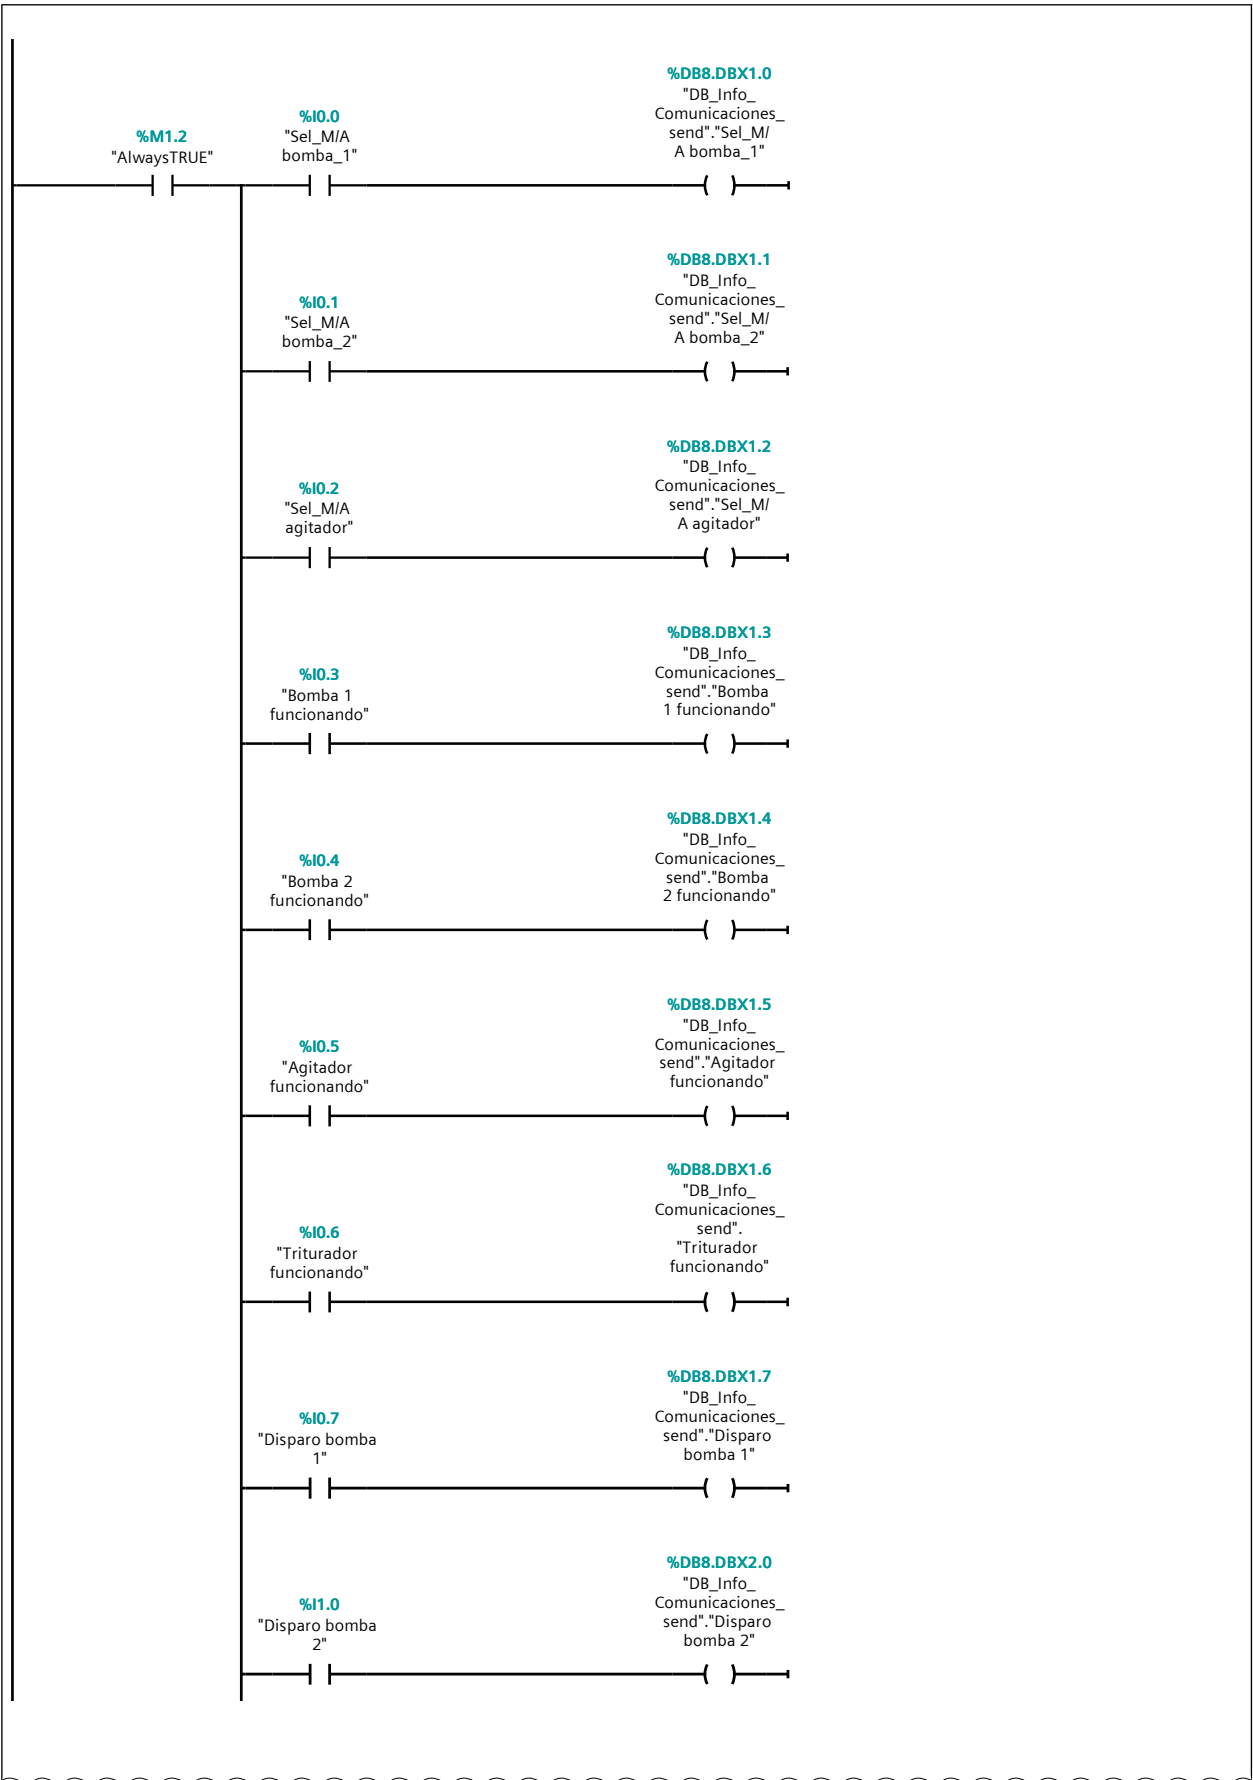 %DB8.DBX1.0
"DB_Info_
Comunicaciones_
send"."Sel_M/
A bomba_1"
%I0.0
"Sel_M/A
bomba_1"
%M1.2
"AlwaysTRUE"
%DB8.DBX1.1
"DB_Info_
Comunicaciones_
send"."Sel_M/
A bomba_2"
%I0.1
"Sel_M/A
bomba_2"
%DB8.DBX1.2
"DB_Info_
Comunicaciones_
send"."Sel_M/
A agitador"
%I0.2
"Sel_M/A
agitador"
%DB8.DBX1.3
"DB_Info_
Comunicaciones_
send"."Bomba
1 funcionando"
%I0.3
"Bomba 1
funcionando"
%DB8.DBX1.4
"DB_Info_
Comunicaciones_
send"."Bomba
2 funcionando"
%I0.4
"Bomba 2
funcionando"
%DB8.DBX1.5
"DB_Info_
Comunicaciones_
send"."Agitador
funcionando"
%I0.5
"Agitador
funcionando"
%DB8.DBX1.6
"DB_Info_
Comunicaciones_
send".
"Triturador
funcionando"
%I0.6
"Triturador
funcionando"
%DB8.DBX1.7
"DB_Info_
Comunicaciones_
send"."Disparo
bomba 1"
%I0.7
"Disparo bomba
1"
%DB8.DBX2.0
"DB_Info_
Comunicaciones_
send"."Disparo
bomba 2"
%I1.0
"Disparo bomba
2"